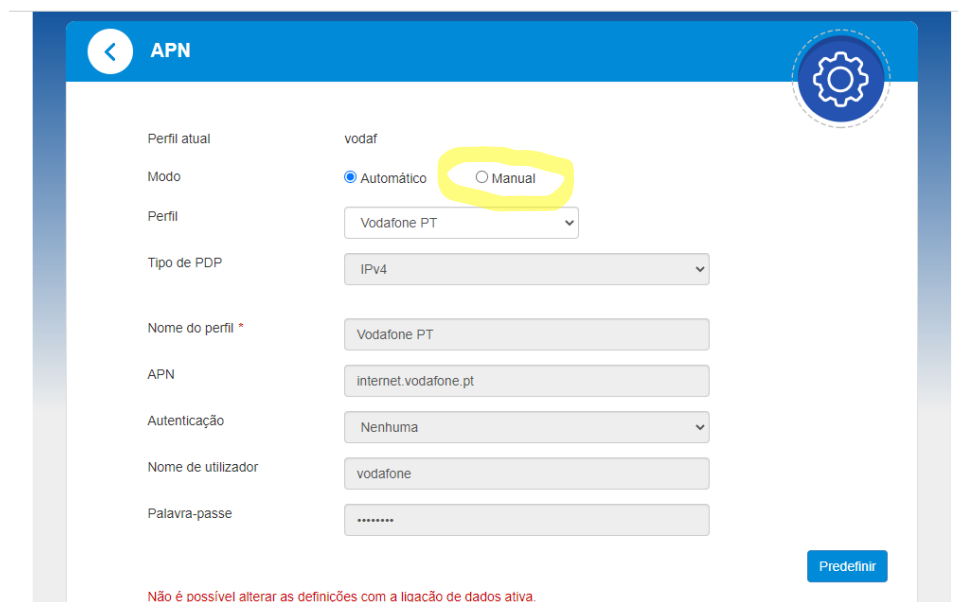 APN
Perfil atual vodaf
Modo Automático Manual
Perfil Vodafone PT
Tipo de PDP IPv4
Nome do perfil * Vodafone PT
APN internet.vodafone.pt
Autenticação Nenhuma
Nome de utilizador vodafone
Palavra-passe ••••••••
Predefinir
Não é possível alterar as definições com a ligação de dados ativa.